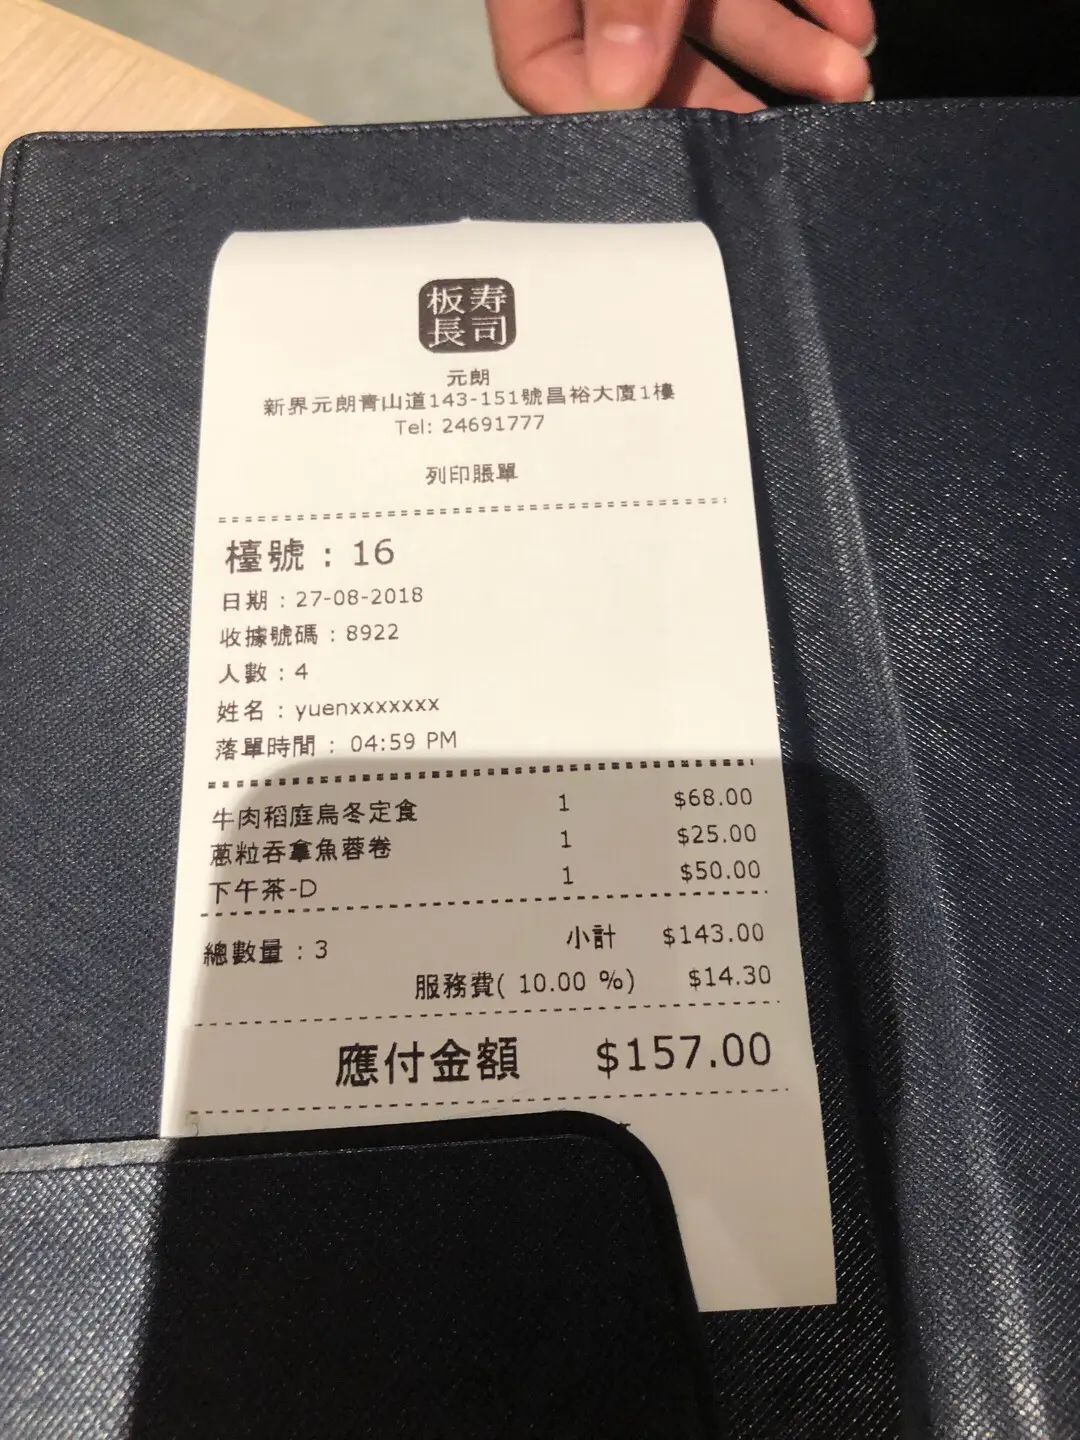 板寿
長司
元朗
新界元朗青山道143-151號昌裕大廈1樓
Tel: 24691777
列印賬單
檯號 : 16
日期 : 27-08-2018
收據號碼 : 8922
人數 : 4
姓名 : yuenxxxxxxx
落單時間 : 04:59 PM
牛肉稻庭烏冬定食 1 $68.00
蔥粒吞拿魚蓉卷 1 $25.00
下午茶-D 1 $50.00
總數量 : 3 小計 $143.00
服務費( 10.00 %) $14.30
應付金額 $157.00